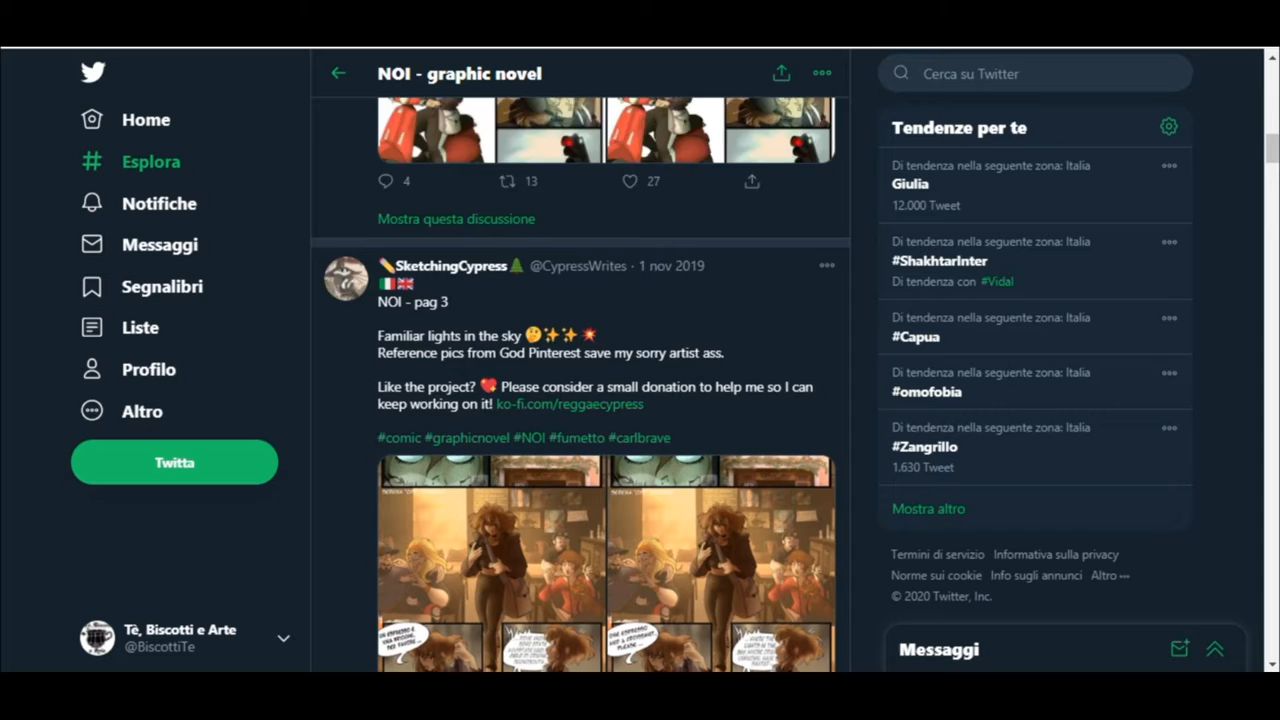 Home
Esplora
Notifiche
Messaggi
Segnalibri
Liste
Profilo
Altro
Twitta
Tè, Biscotti e Arte
@BiscottiTe
NOI - graphic novel
4
13
27
Mostra questa discussione
✏️SketchingCypress🌲 @CypressWrites · 1 nov 2019
🇮🇹🇬🇧
NOI - pag 3
Familiar lights in the sky 🤔✨✨💥
Reference pics from God Pinterest save my sorry artist ass.
Like the project? 💖 Please consider a small donation to help me so I can
keep working on it! ko-fi.com/reggaecypress
#comic #graphicnovel #NOI #fumetto #carlbrave
Cerca su Twitter
Tendenze per te
Di tendenza nella seguente zona: Italia
Giulia
12.000 Tweet
Di tendenza nella seguente zona: Italia
#ShakhtarInter
Di tendenza con #Vidal
Di tendenza nella seguente zona: Italia
#Capua
Di tendenza nella seguente zona: Italia
#omofobia
Di tendenza nella seguente zona: Italia
#Zangrillo
1.630 Tweet
Mostra altro
Termini di servizio Informativa sulla privacy
Norme sui cookie Info sugli annunci Altro
© 2020 Twitter, Inc.
Messaggi